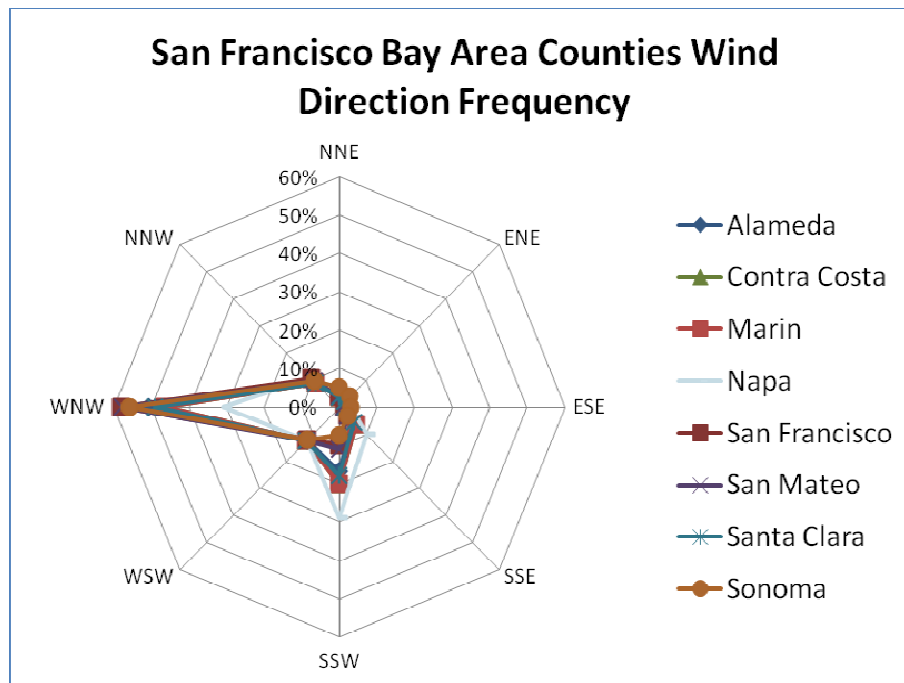 San Francisco Bay Area Counties Wind
Direction Frequency
NNE
ENE
ESE
SSE
SSW
WSW
WNW
NNW
60%
50%
40%
30%
20%
10%
0%
Alameda
Contra Costa
Marin
Napa
San Francisco
San Mateo
Santa Clara
Sonoma